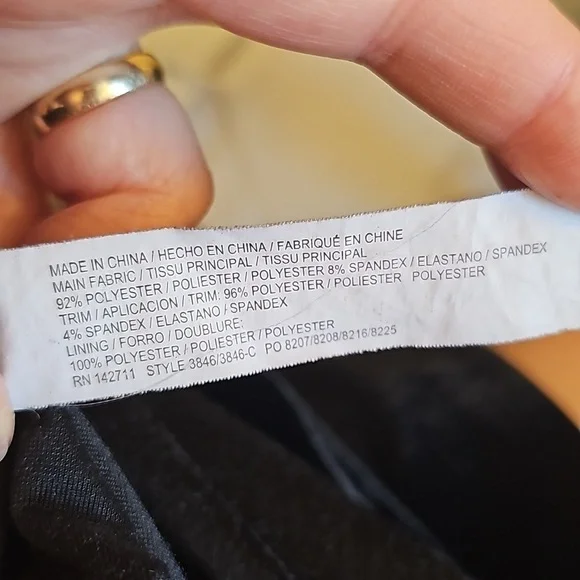 MADE IN CHINA / HECHO EN CHINA / FABRIQUÉ EN CHINE
MAIN FABRIC / TISSU PRINCIPAL / TISSU PRINCIPAL
92% POLYESTER / POLIESTER / POLYESTER 8% SPANDEX / ELASTANO / SPANDEX
TRIM / APLICACION / TRIM: 96% POLYESTER / POLIESTER POLYESTER
4% SPANDEX / ELASTANO / SPANDEX
LINING / FORRO / DOUBLURE:
100% POLYESTER / POLIESTER / POLYESTER
RN 142711 STYLE 3846/3846-C PO 8207/8208/8216/8225